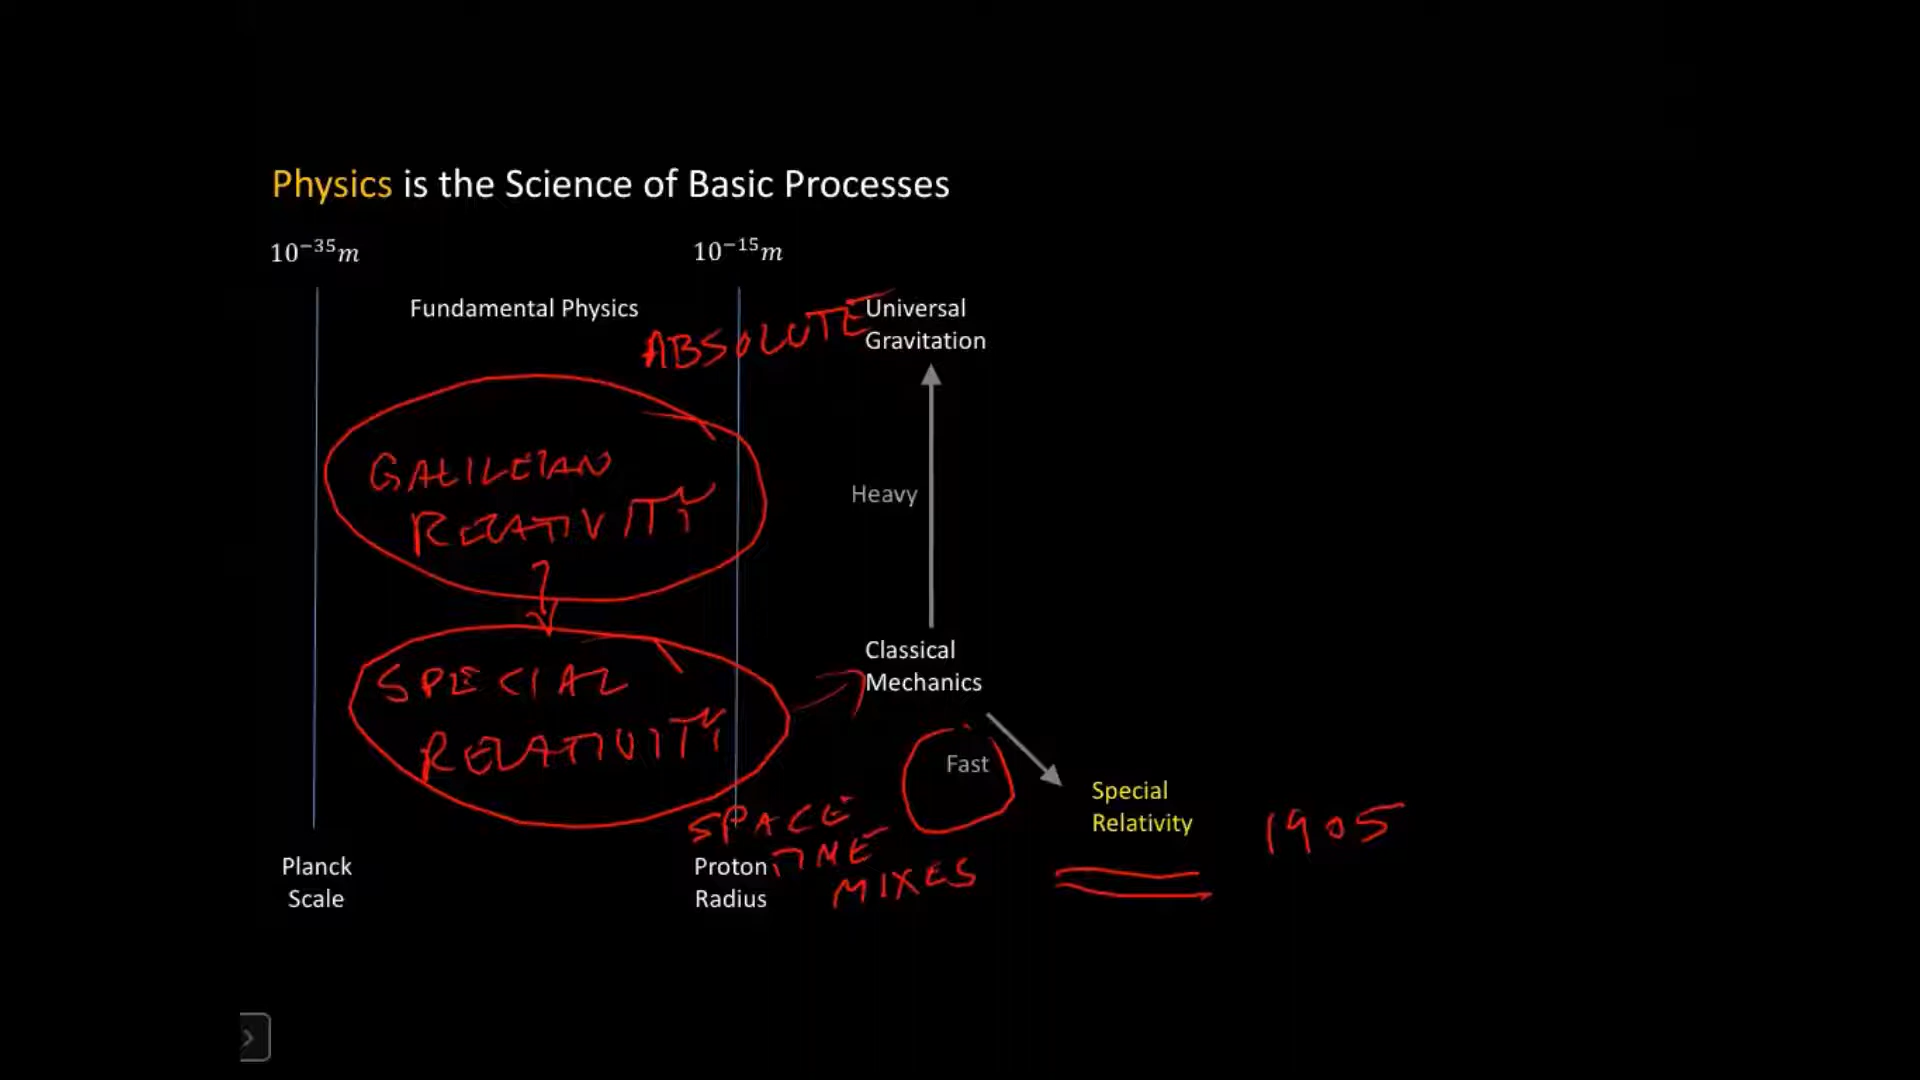 Physics is the Science of Basic Processes
10⁻³⁵m
10⁻¹⁵m
Fundamental Physics
ABSOLUTE
Universal
Gravitation
GALILEIAN
RELATIVITY
Heavy
Classical
Mechanics
SPECIAL
RELATIVITY
Fast
Special
Relativity
1905
SPACE
TIME
MIXES
Planck
Scale
Proton
Radius